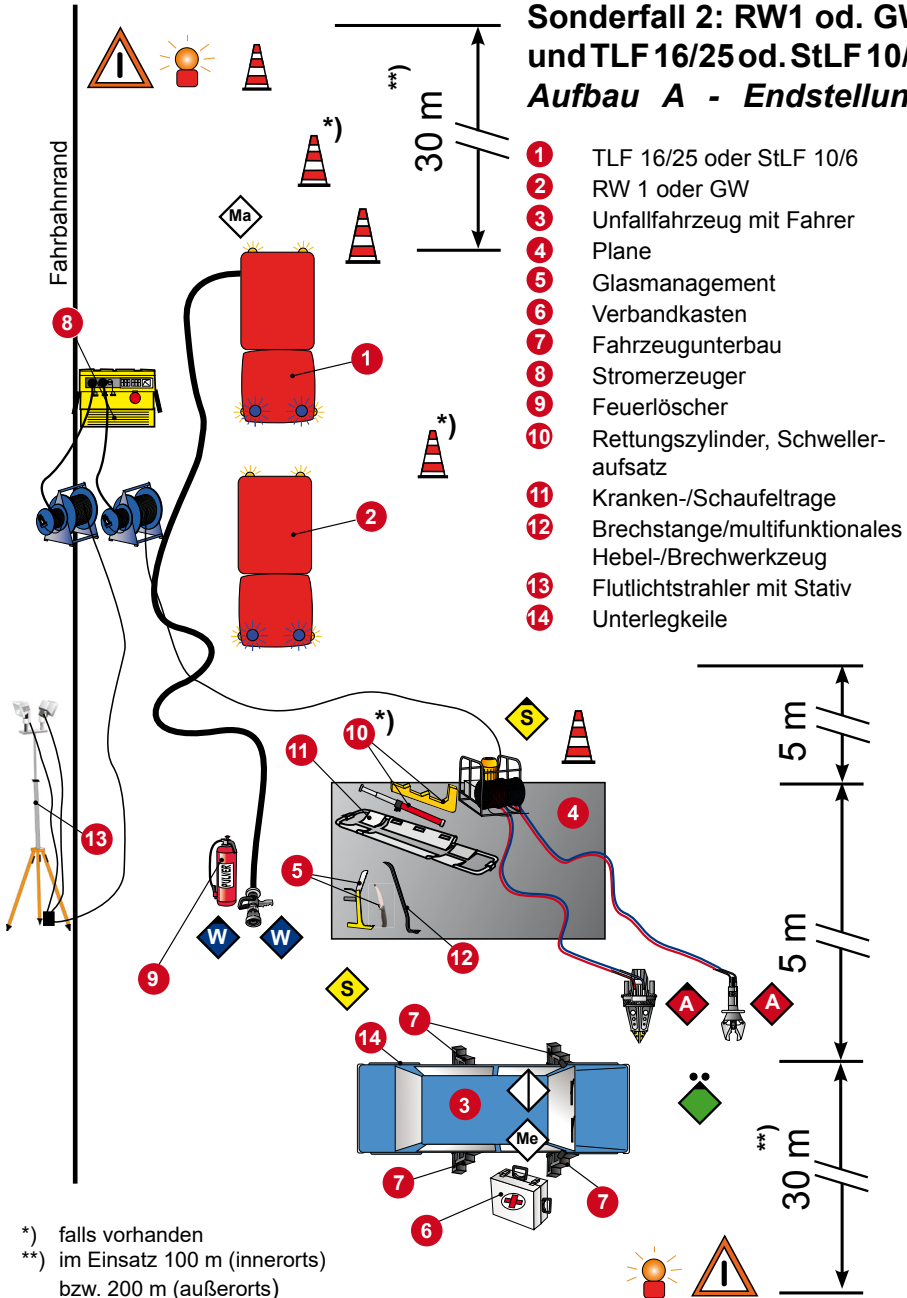 Sonderfall 2: RW1 od. GW
und TLF 16/25 od. StLF 10/
Aufbau A - Endstellun
**)
30 m
*)
Fahrbahnrand
Ma
1 TLF 16/25 oder StLF 10/6
2 RW 1 oder GW
3 Unfallfahrzeug mit Fahrer
4 Plane
5 Glasmanagement
6 Verbandkasten
7 Fahrzeugunterbau
8 Stromerzeuger
9 Feuerlöscher
10 Rettungszylinder, Schweller-
aufsatz
11 Kranken-/Schaufeltrage
12 Brechstange/multifunktionales
Hebel-/Brechwerkzeug
13 Flutlichtstrahler mit Stativ
14 Unterlegkeile
8
1
*)
2
S
5 m
10
*)
11
4
13
5
PULVER
W
W
9
12
5 m
S
A
A
7
7
14
3
Me
7
7
6
**)
30 m
*) falls vorhanden
**) im Einsatz 100 m (innerorts)
bzw. 200 m (außerorts)